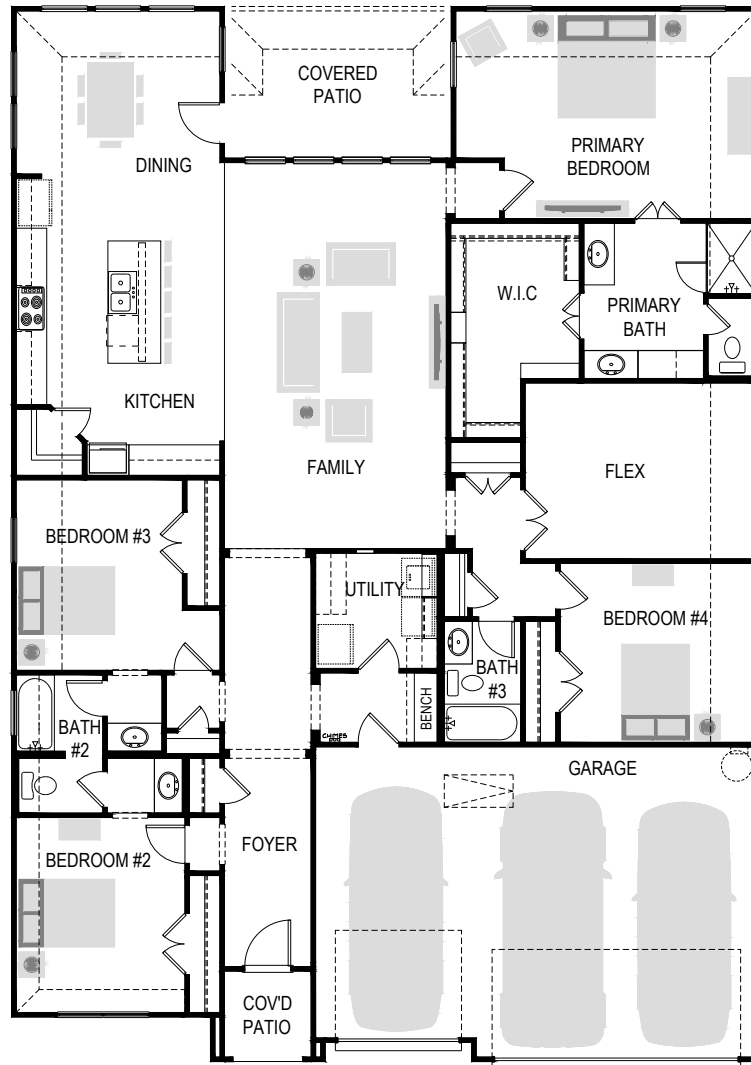 COVERED
PATIO
DINING
PRIMARY
BEDROOM
W.I.C
PRIMARY
BATH
KITCHEN
FAMILY
FLEX
BEDROOM #3
UTILITY
BEDROOM #4
BATH
#3
BENCH
BATH
#2
CHIMES
GARAGE
FOYER
BEDROOM #2
COV'D
PATIO